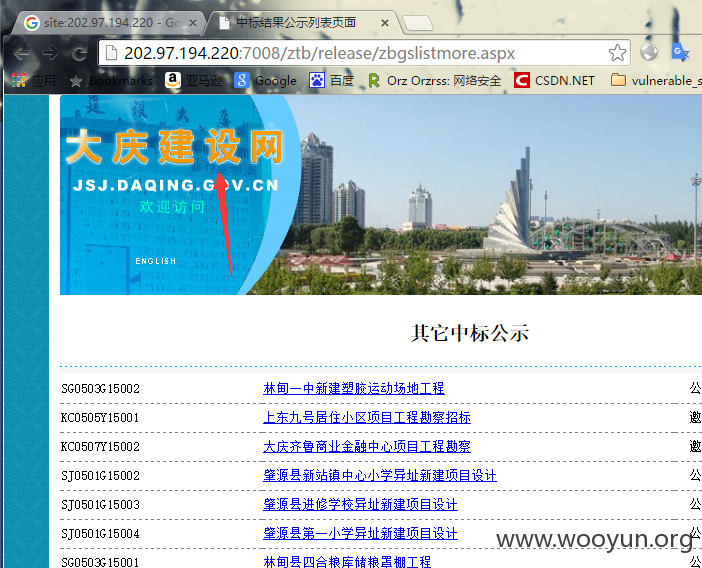 site:202.97.194.220 - Go
中标结果公示列表页面
202.97.194.220:7008/ztb/release/zbgslistmore.aspx
应用 Bookmarks 亚马逊 Google 百度 Orz Orzrss: 网络安全 CSDN.NET vulnerable_s
大庆建设网
JSJ.DAQING.GOV.CN
欢迎访问
ENGLISH
其它中标公示
SG0503G15002 林甸一中新建塑胶运动场地工程 公
KC0505Y15001 上东九号居住小区项目工程勘察招标 邀
KC0507Y15002 大庆齐鲁商业金融中心项目工程勘察 邀
SJ0501G15002 肇源县新站镇中心小学异址新建项目设计 公
SJ0501G15003 肇源县进修学校异址新建项目设计 公
SJ0501G15004 肇源县第一小学异址新建项目设计 公
SG0503G15001 林甸县四合粮库储粮罩棚工程 公
www.wooyun.org